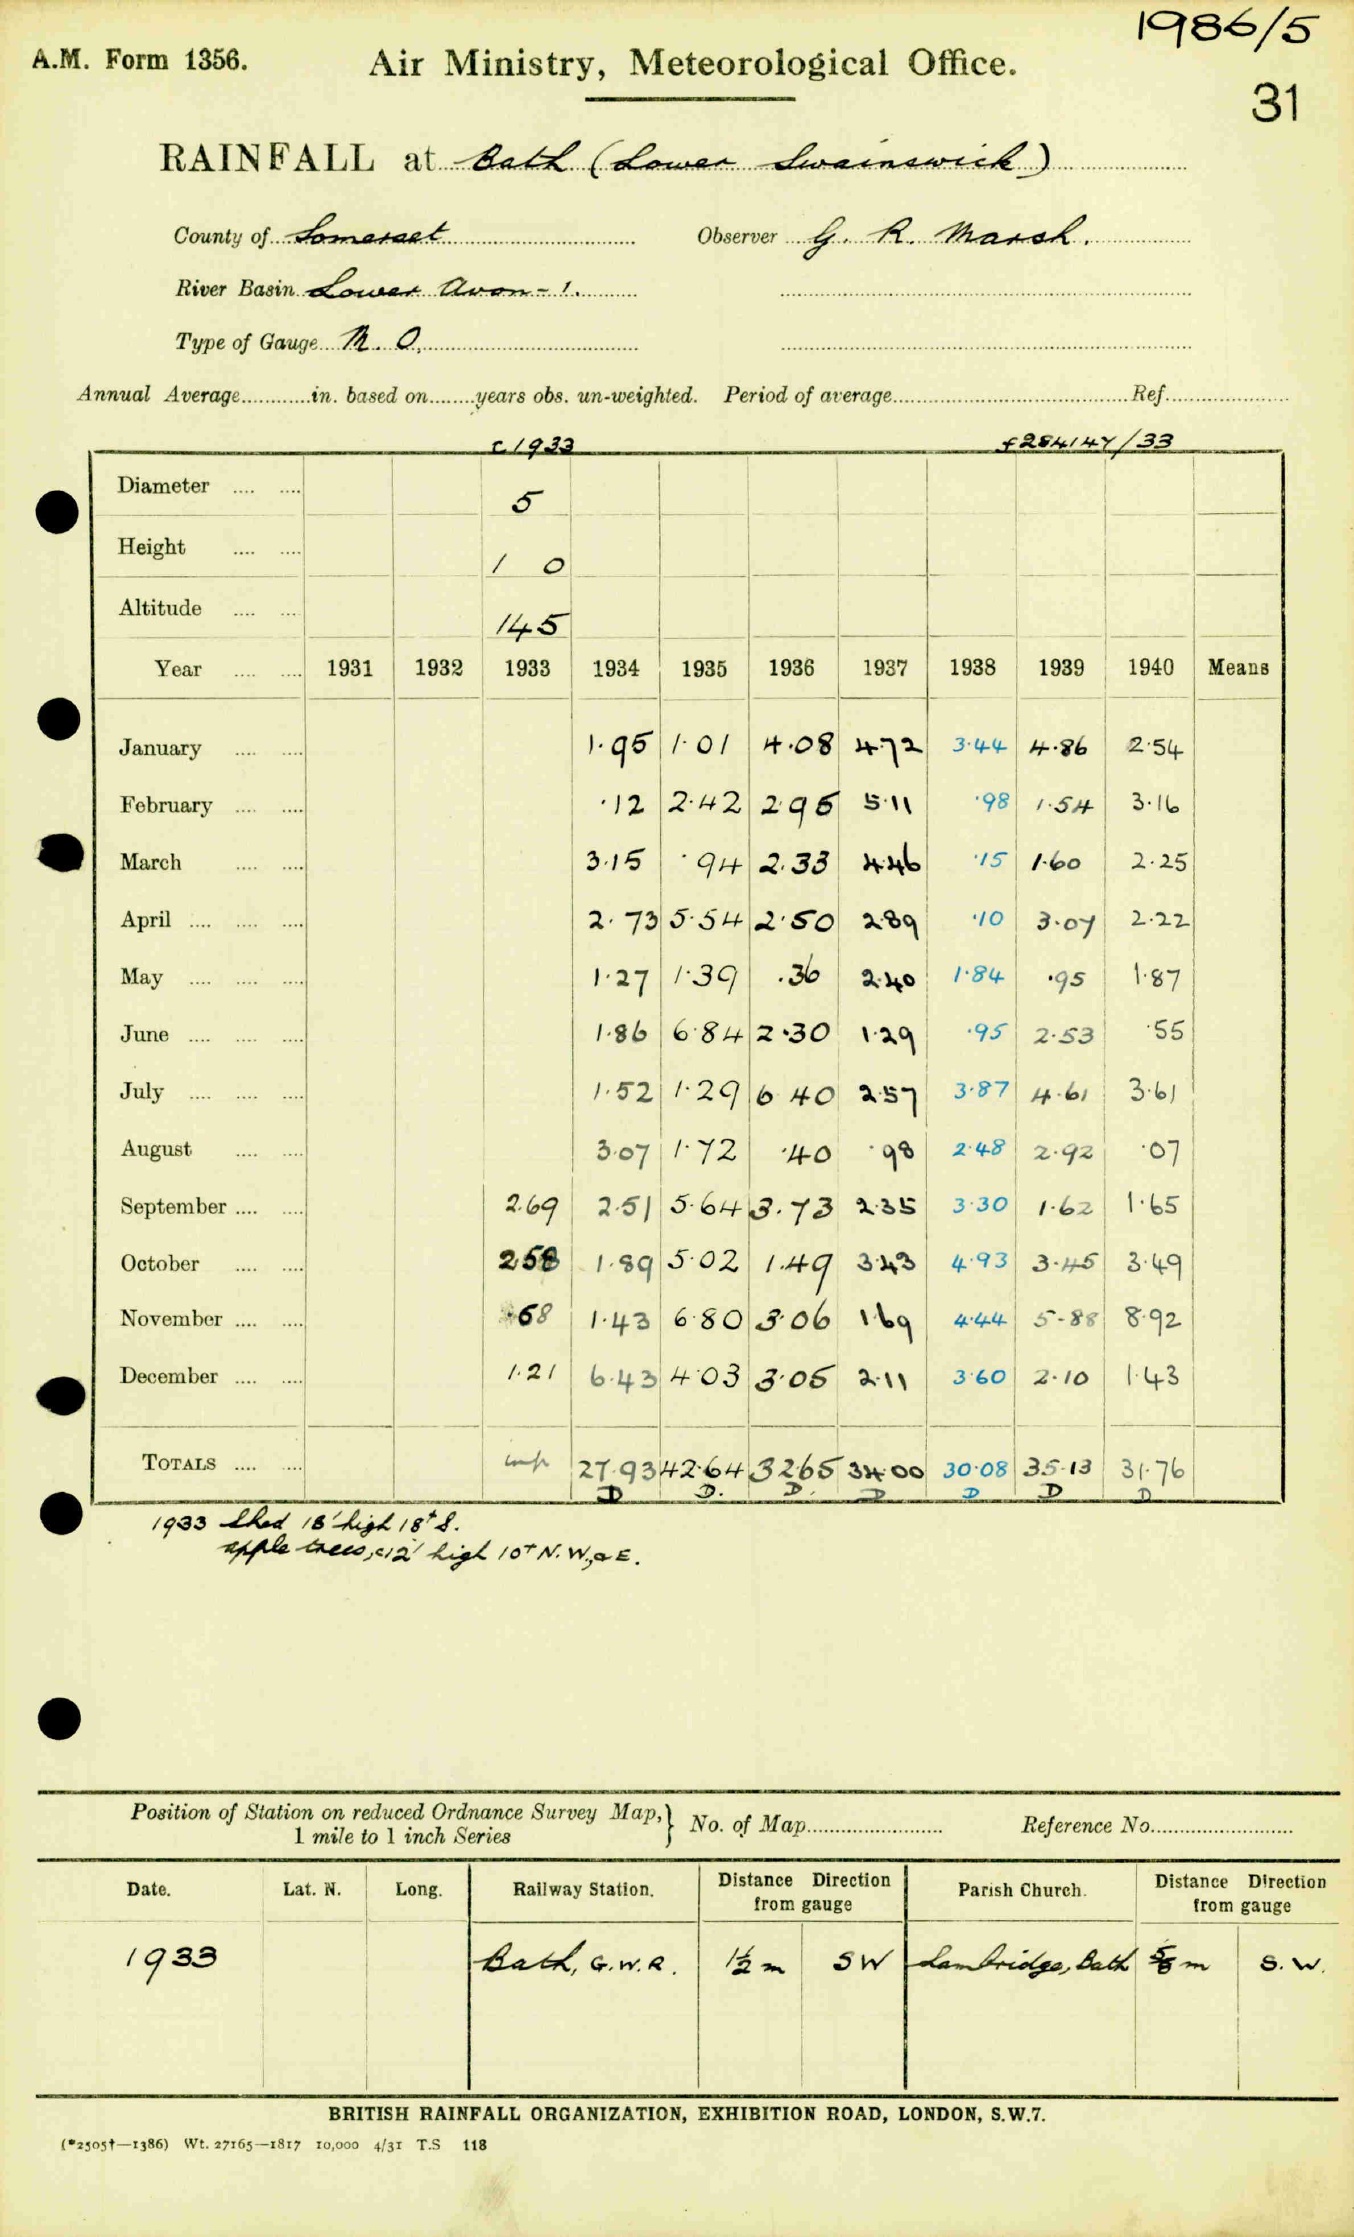 1986/5
A.M. Form 1356. Air Ministry, Meteorological Office.
31
RAINFALL at Bath (Lower Swainswick)
County of Somerset Observer G. R. Marsh.
River Basin Lower Avon - 1.
Type of Gauge M. O.
Annual Average............in. based on........years obs. un-weighted. Period of average........................Ref.....................
c1933 f284147/33
Diameter .... .... 5
Height .... .... 1 0
Altitude .... .... 145
Year .... .... 1931 1932 1933 1934 1935 1936 1937 1938 1939 1940 Means
January .... .... 1.95 1.01 4.08 4.72 3.44 4.86 2.54
February .... .... .12 2.42 2.95 5.11 .98 1.54 3.16
March .... .... 3.15 .94 2.33 4.46 .15 1.60 2.25
April .... .... .... 2.73 5.54 2.50 2.89 .10 3.07 2.22
May .... .... .... 1.27 1.39 .36 2.40 1.84 .95 1.87
June .... .... .... 1.86 6.84 2.30 1.29 .95 2.53 .55
July .... .... .... 1.52 1.29 6.40 2.57 3.87 4.61 3.61
August .... .... 3.07 1.72 .40 .98 2.48 2.92 .07
September .... .... 2.69 2.51 5.64 3.73 2.35 3.30 1.62 1.65
October .... .... 2.58 1.89 5.02 1.49 3.43 4.93 3.45 3.49
November .... .... .68 1.43 6.80 3.06 1.69 4.44 5.88 8.92
December .... .... 1.21 6.43 4.03 3.05 2.11 3.60 2.10 1.43
TOTALS .... .... 27.93 42.64 32.65 34.00 30.08 35.13 31.76
D D. D. D D D D
1933 Shed 18' high 18ft S.
apple trees, c12' high 10ft N.W, & E.
Position of Station on reduced Ordnance Survey Map,} No. of Map........................ Reference No.........................
1 mile to 1 inch Series
Date. Lat. N. Long. Railway Station. Distance Direction from gauge Parish Church. Distance Direction from gauge
1933 Bath, G.W.R. 1½ m SW Lambridge, Bath ⅝ m S.W.
BRITISH RAINFALL ORGANIZATION, EXHIBITION ROAD, LONDON, S.W.7.
(*2505†—1386) Wt. 27165—1817 10,000 4/31 T.S 118